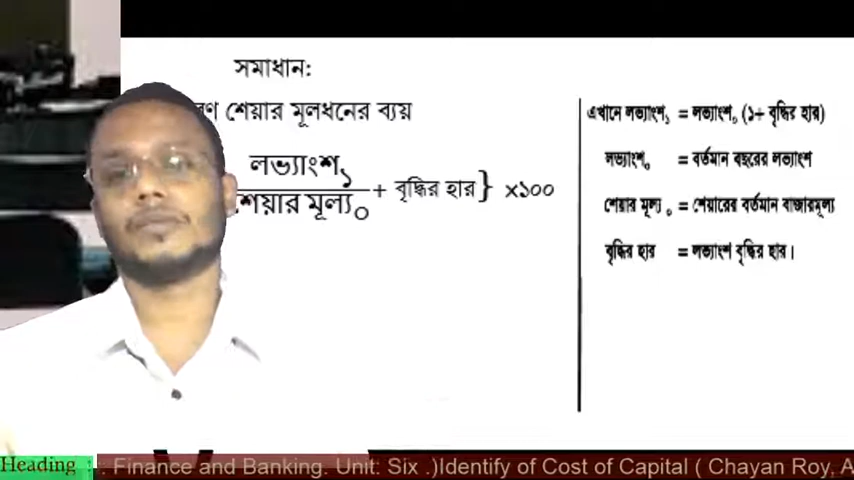 সমাধান:
শেয়ার মূলধনের ব্যয়
লভ্যাংশ১
শেয়ার মূল্য০ + বৃদ্ধির হার} ×১০০
এখানে লভ্যাংশ১ = লভ্যাংশ০ (১+ বৃদ্ধির হার)
লভ্যাংশ০ = বর্তমান বছরের লভ্যাংশ
শেয়ার মূল্য ০ = শেয়ারের বর্তমান বাজারমূল্য
বৃদ্ধির হার = লভ্যাংশ বৃদ্ধির হার।
Heading : : Finance and Banking. Unit: Six .)Identify of Cost of Capital ( Chayan Roy, A